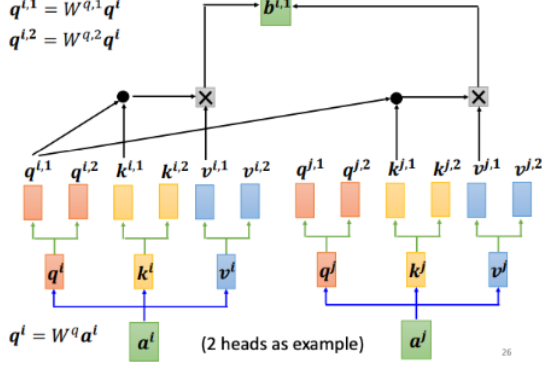 q^{i,1} = W^{q,1}q^i
b^{i,1}
q^{i,2} = W^{q,2}q^i
q^{i,1} q^{i,2} k^{i,1} k^{i,2} v^{i,1} v^{i,2} q^{j,1} q^{j,2} k^{j,1} k^{j,2} v^{j,1} v^{j,2}
q^i k^i v^i q^j k^j v^j
q^i = W^q a^i
a^i (2 heads as example) a^j
26